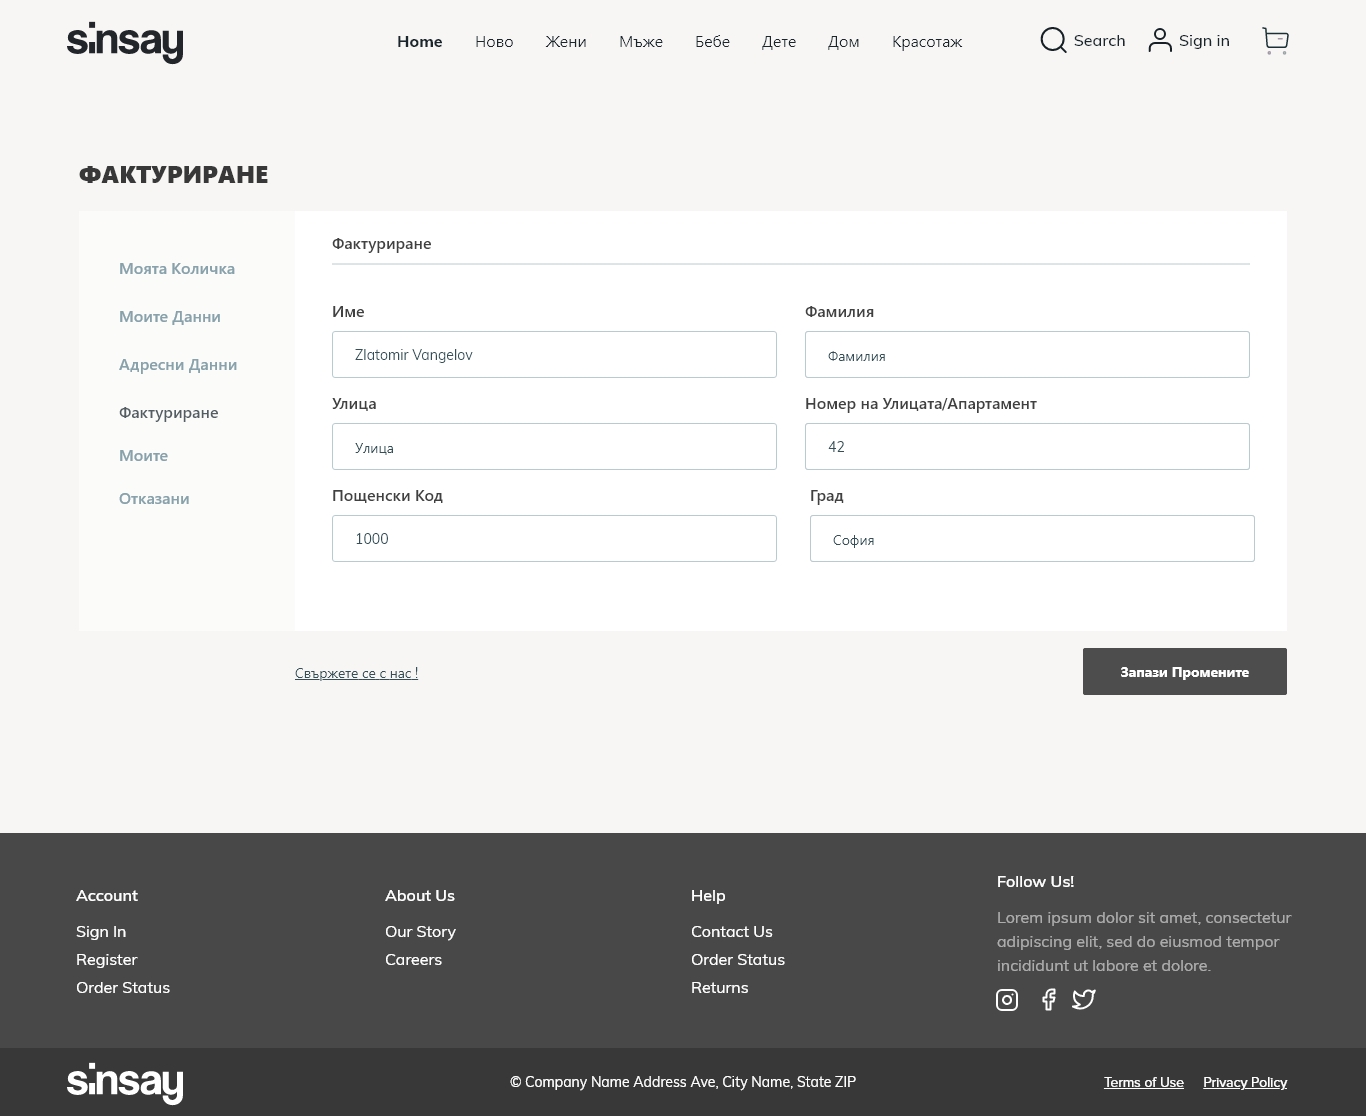 sinsay
Home Ново Жени Мъже Бебе Дете Дом Красотаж
Search Sign in
ФАКТУРИРАНЕ
Моята Количка
Моите Данни
Адресни Данни
Фактуриране
Моите
Отказани
Фактуриране
Име Фамилия
Zlatomir Vangelov Фамилия
Улица Номер на Улицата/Апартамент
Улица 42
Пощенски Код Град
1000 София
Свържете се с нас !
Запази Промените
Account
Sign In
Register
Order Status
About Us
Our Story
Careers
Help
Contact Us
Order Status
Returns
Follow Us!
Lorem ipsum dolor sit amet, consectetur
adipiscing elit, sed do eiusmod tempor
incididunt ut labore et dolore.
sinsay
© Company Name Address Ave, City Name, State ZIP
Terms of Use Privacy Policy